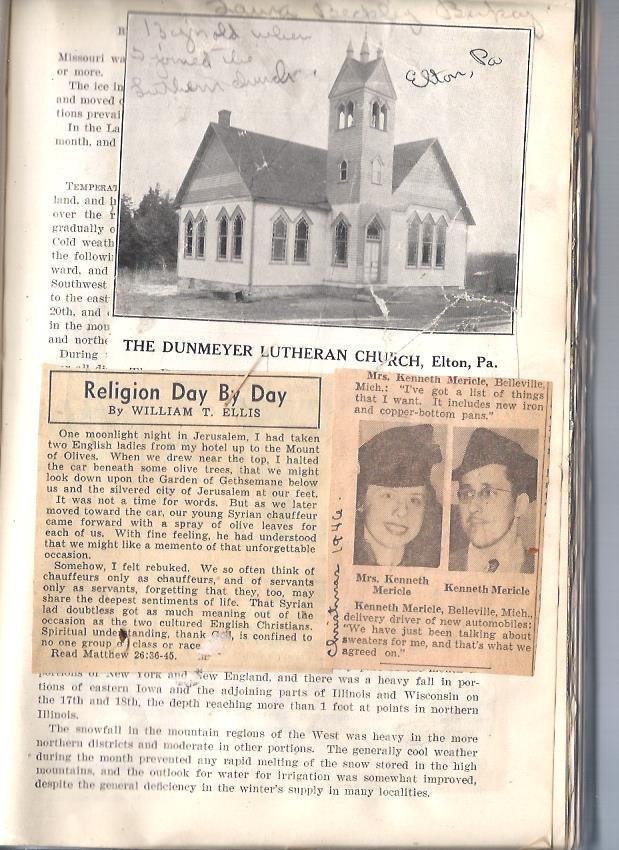 Laura Beckley Berkey
13 yr old when
I joined the
Luthern church.
Elton, Pa
Missouri wa
or more.
The ice in
and moved
tions prevai
In the La
month, and
TEMPERAT
land, and
over the
gradually o
Cold weath
the followi
ward, and
Southwest
to the east
20th, and
in the mou
and northe
During
THE DUNMEYER LUTHERAN CHURCH, Elton, Pa.
Religion Day By Day
By WILLIAM T. ELLIS
One moonlight night in Jerusalem, I had taken
two English ladies from my hotel up to the Mount
of Olives. When we drew near the top, I halted
the car beneath some olive trees, that we might
look down upon the Garden of Gethsemane below
us and the silvered city of Jerusalem at our feet.
It was not a time for words. But as we later
moved toward the car, our young Syrian chauffeur
came forward with a spray of olive leaves for
each of us. With fine feeling, he had understood
that we might like a memento of that unforgettable
occasion.
Somehow, I felt rebuked. We so often think of
chauffeurs only as chauffeurs, and of servants
only as servants, forgetting that they, too, may
share the deepest sentiments of life. That Syrian
lad doubtless got as much meaning out of the
occasion as the two cultured English Christians.
Spiritual understanding, thank God, is confined to
no one group of class or race
Read Matthew 26:36-45.
Christmas 1946.
Mrs. Kenneth Mericle, Belleville,
Mich.: "I've got a list of things
that I want. It includes new iron
and copper-bottom pans."
Mrs. Kenneth
Mericle
Kenneth Mericle
Kenneth Mericle, Belleville, Mich.,
delivery driver of new automobiles:
"We have just been talking about
sweaters for me, and that's what we
agreed on."
portions of New York and New England, and there was a heavy fall in por-
tions of eastern Iowa and the adjoining parts of Illinois and Wisconsin on
the 17th and 18th, the depth reaching more than 1 foot at points in northern
Illinois.
The snowfall in the mountain regions of the West was heavy in the more
northern districts and moderate in other portions. The generally cool weather
during the month prevented any rapid melting of the snow stored in the high
mountains, and the outlook for water for irrigation was somewhat improved,
despite the general deficiency in the winter's supply in many localities.